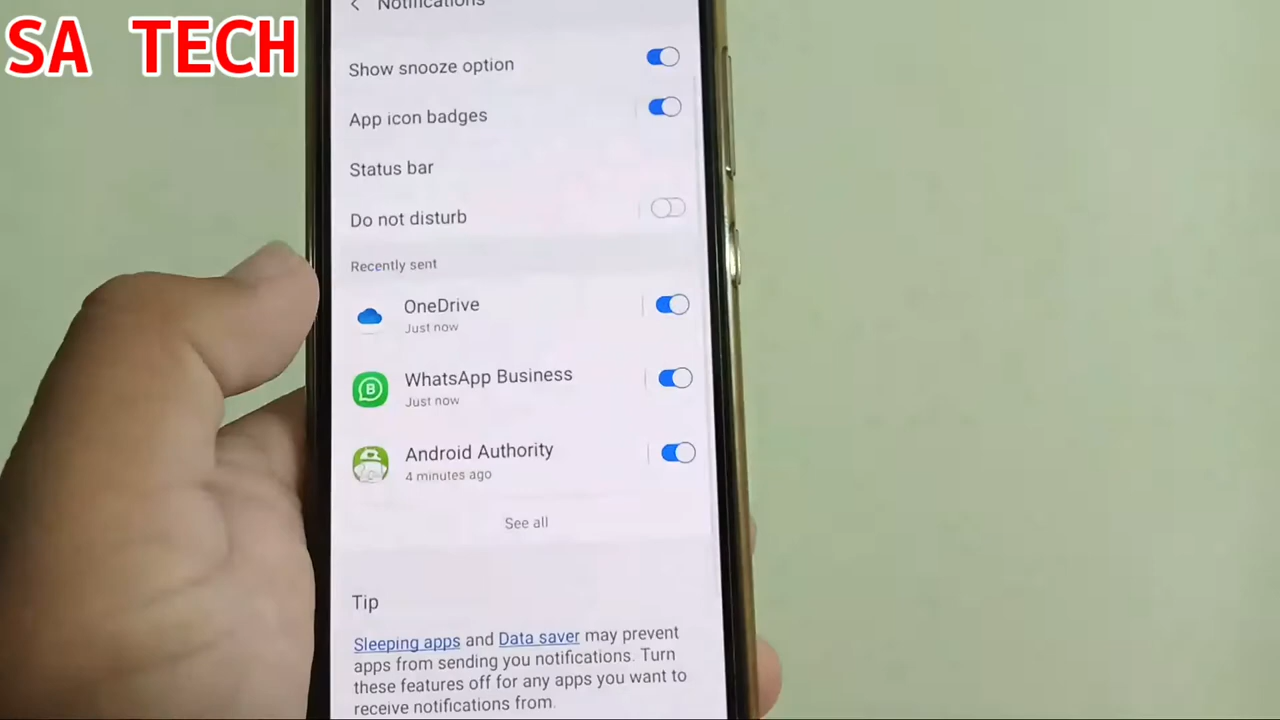 SA TECH
Notifications
Show snooze option
App icon badges
Status bar
Do not disturb
Recently sent
OneDrive
Just now
WhatsApp Business
Just now
Android Authority
4 minutes ago
See all
Tip
Sleeping apps and Data saver may prevent
apps from sending you notifications. Turn
these features off for any apps you want to
receive notifications from.